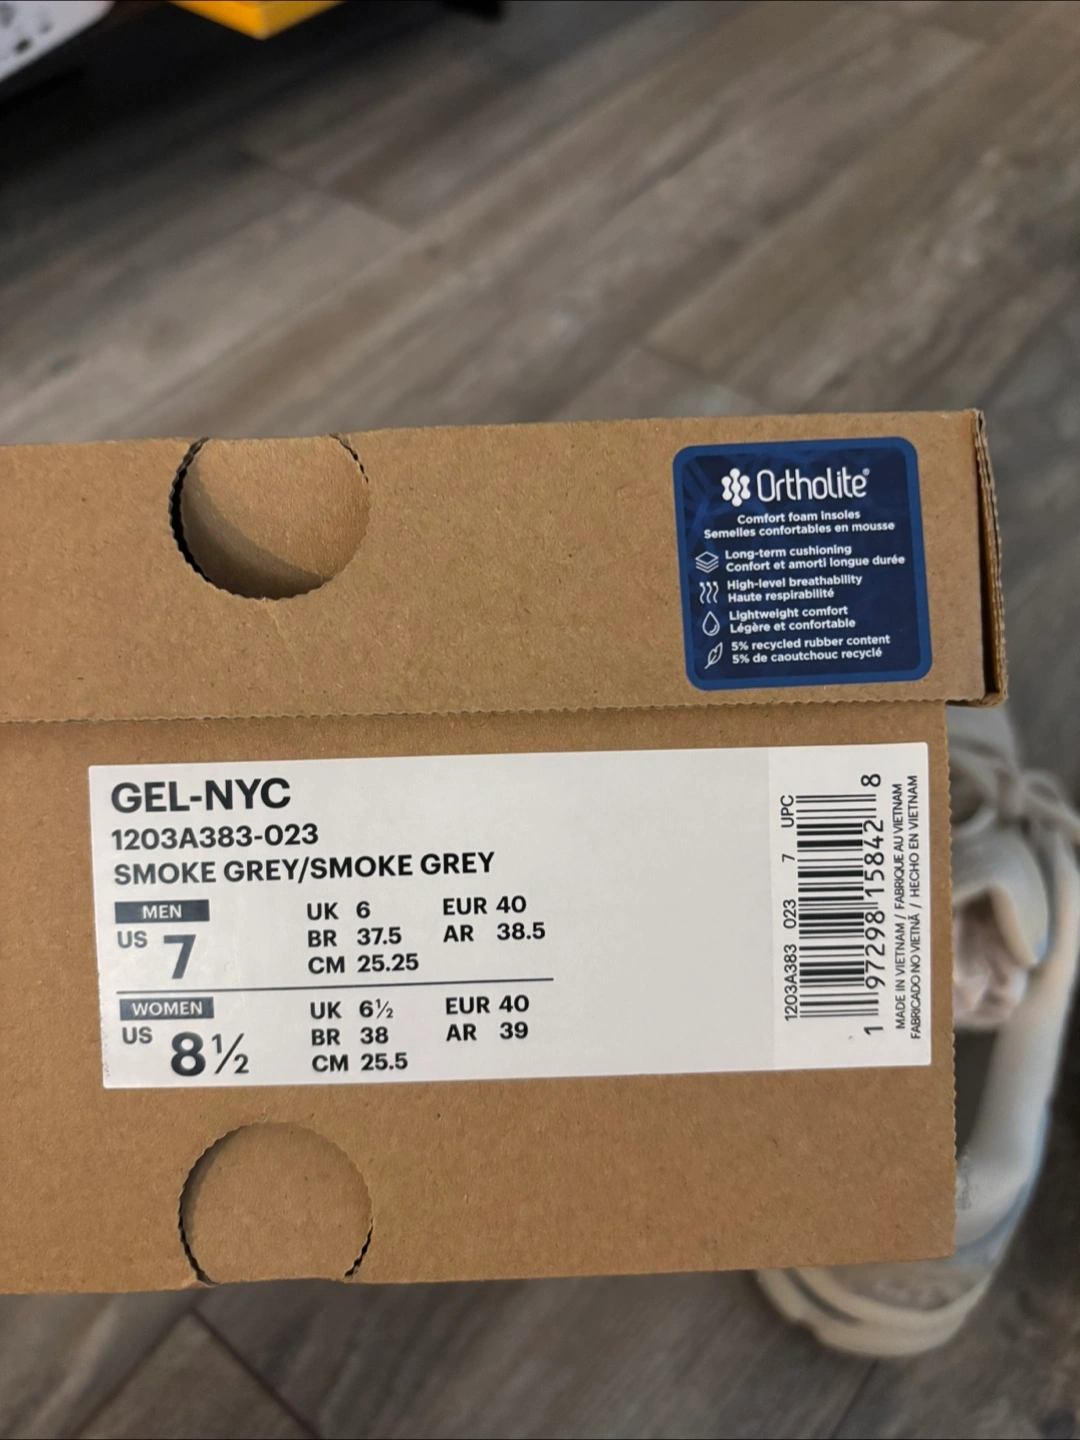 Ortholite®
Comfort foam insoles
Semelles confortables en mousse
Long-term cushioning
Confort et amorti longue durée
High-level breathability
Haute respirabilité
Lightweight comfort
Légère et confortable
5% recycled rubber content
5% de caoutchouc recyclé
GEL-NYC
1203A383-023
SMOKE GREY/SMOKE GREY
MEN
US 7
UK 6
EUR 40
BR 37.5
AR 38.5
CM 25.25
WOMEN
US 8½
UK 6½
EUR 40
BR 38
AR 39
CM 25.5
1203A383 023 7 UPC
1 97298 15842 8
MADE IN VIETNAM / FABRIQUE AU VIETNAM
FABRICADO NO VIETNÃ / HECHO EN VIETNAM